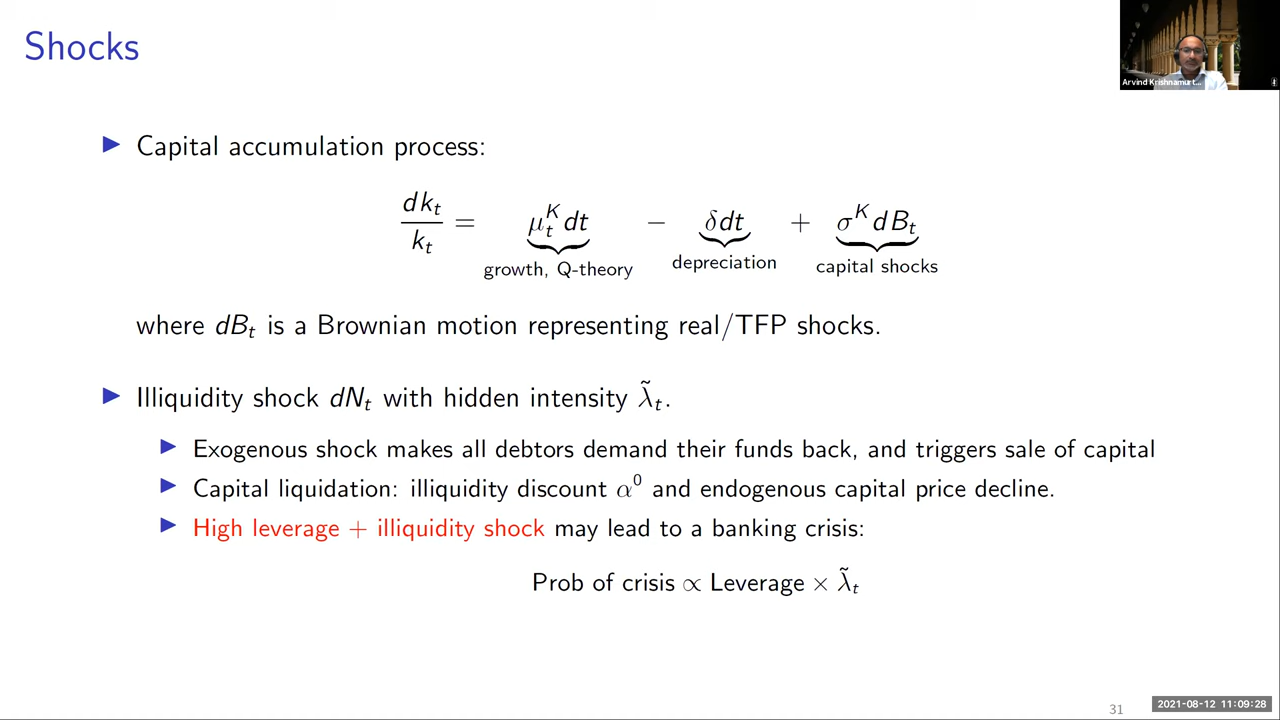 Shocks
Arvind Krishnamurt...
▶ Capital accumulation process:
dk_t / k_t = μ_t^K dt − δdt + σ^K dB_t
growth, Q-theory depreciation capital shocks
where dB_t is a Brownian motion representing real/TFP shocks.
▶ Illiquidity shock dN_t with hidden intensity λ̃_t.
▶ Exogenous shock makes all debtors demand their funds back, and triggers sale of capital
▶ Capital liquidation: illiquidity discount α^0 and endogenous capital price decline.
▶ High leverage + illiquidity shock may lead to a banking crisis:
Prob of crisis ∝ Leverage × λ̃_t
31
2021-08-12 11:09:28